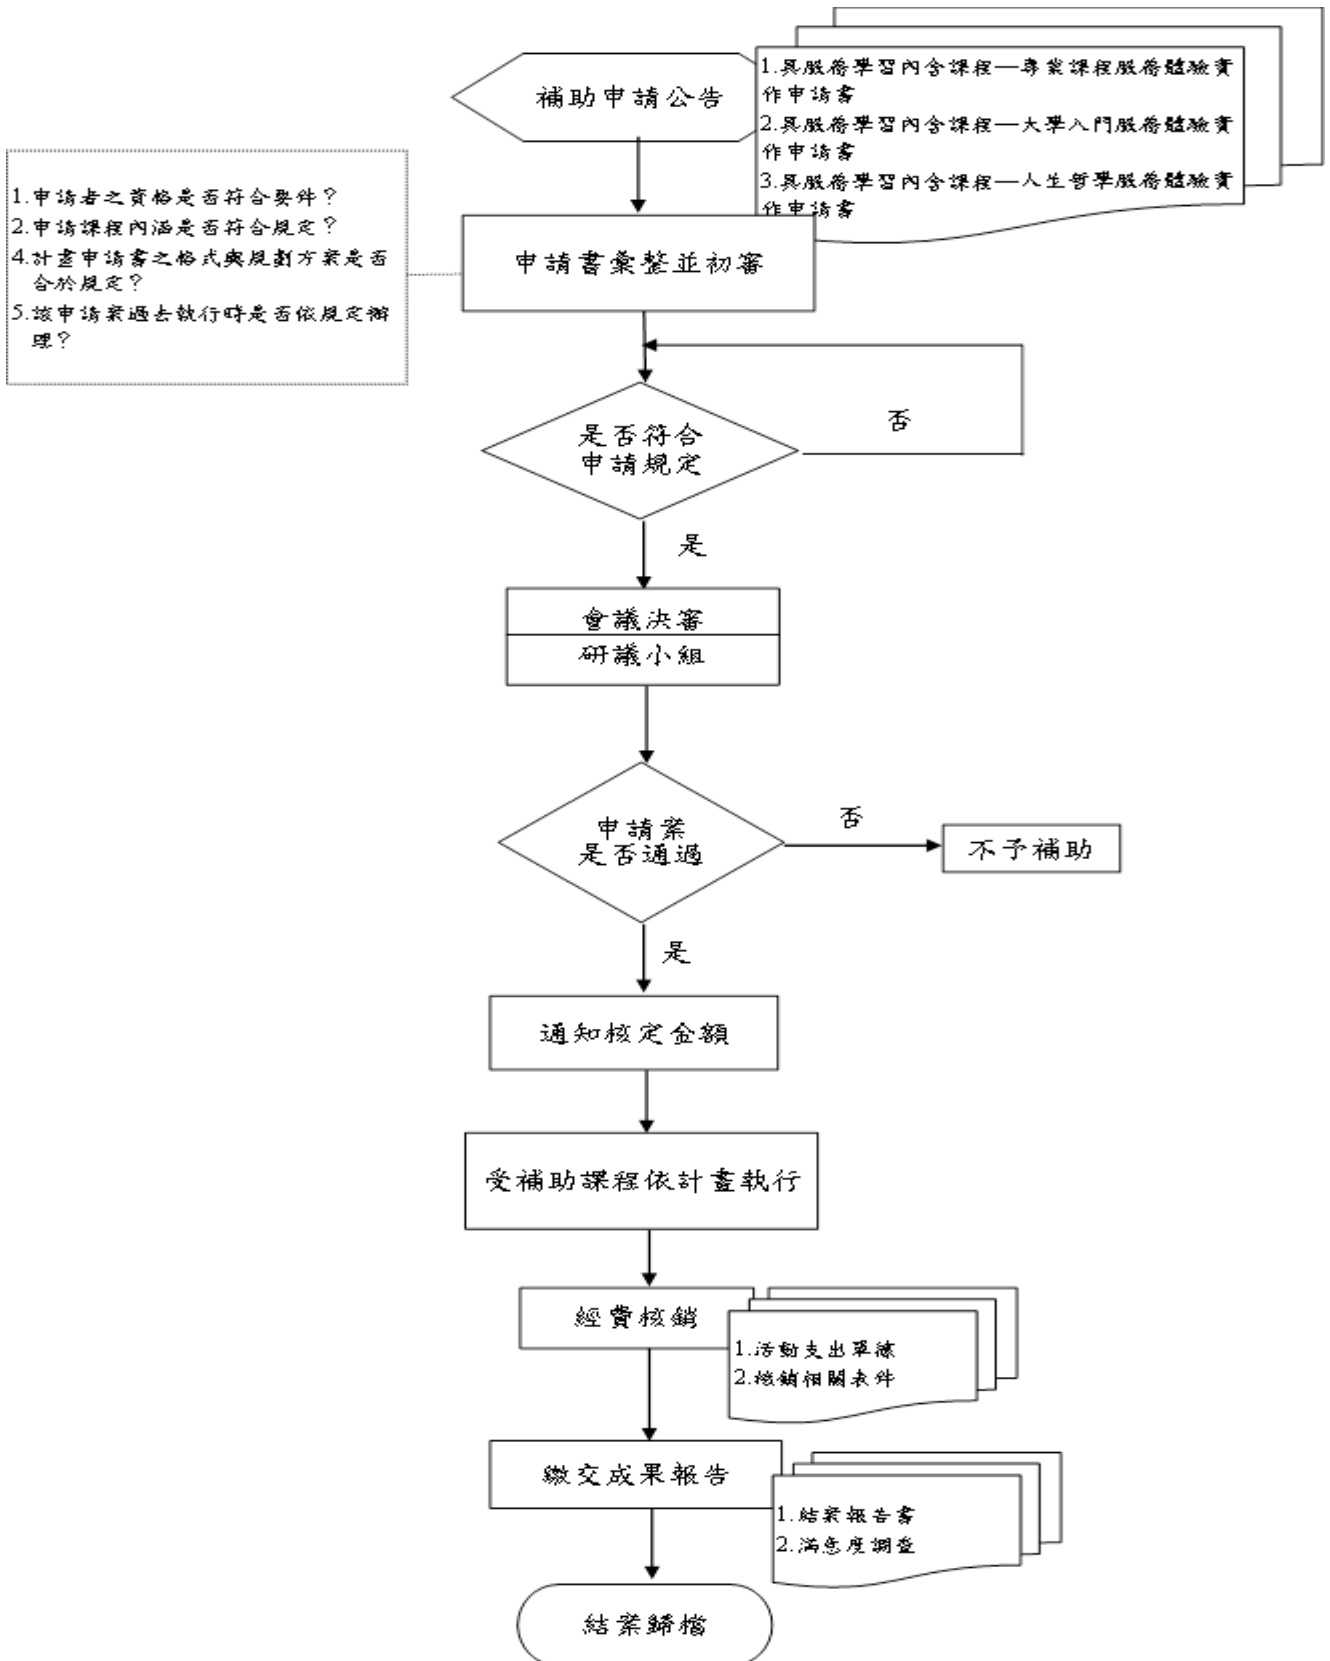 補助申請公告
1.具服務學習內含課程—專業課程服務體驗實
作申請書
2.具服務學習內含課程—大學入門服務體驗實
作申請書
3.具服務學習內含課程—人生哲學服務體驗實
作申請書
1.申請者之資格是否符合要件？
2.申請課程內涵是否符合規定？
4.計畫申請書之格式與規劃方案是否
合於規定？
5.該申請案過去執行時是否依規定辦
理？
申請書彙整並初審
是否符合
申請規定
否
是
會議決審
研議小組
申請案
是否通過
否
不予補助
是
通知核定金額
受補助課程依計畫執行
經費核銷
1.活動支出單據
2.核銷相關表件
繳交成果報告
1.結案報告書
2.滿意度調查
結案歸檔